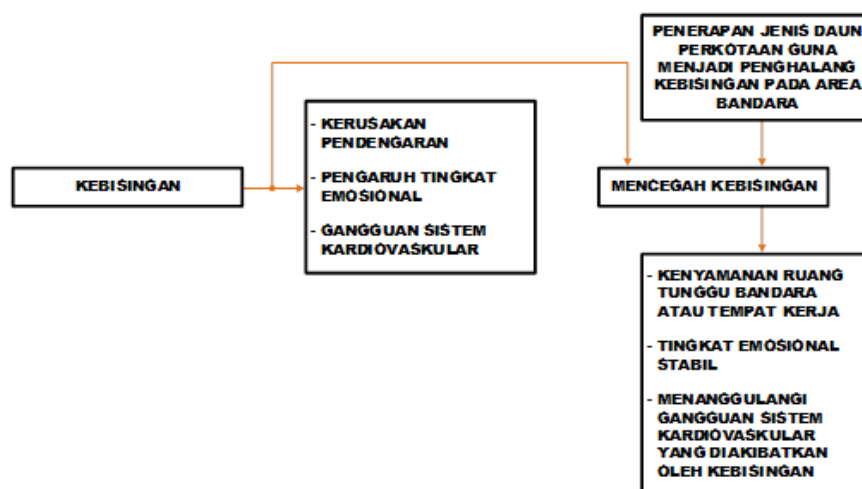 PENERAPAN JENIS DAUN
PERKOTAAN GUNA
MENJADI PENGHALANG
KEBISINGAN PADA AREA
BANDARA
- KERUSAKAN
PENDENGARAN
- PENGARUH TINGKAT
EMOSIONAL
- GANGGUAN SISTEM
KARDIOVASKULAR
KEBISINGAN
MENCEGAH KEBISINGAN
- KENYAMANAN RUANG
TUNGGU BANDARA
ATAU TEMPAT KERJA
- TINGKAT EMOSIONAL
STABIL
- MENANGGULANGI
GANGGUAN SISTEM
KARDIOVASKULAR
YANG DIAKIBATKAN
OLEH KEBISINGAN